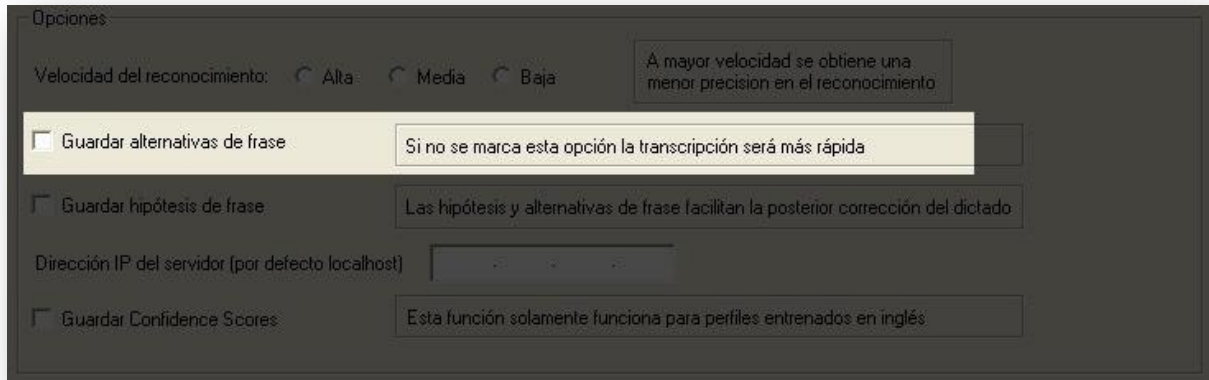 Opciones
Velocidad del reconocimiento: Alta Media Baja
A mayor velocidad se obtiene una
menor precision en el reconocimiento
Guardar alternativas de frase
Si no se marca esta opción la transcripción será más rápida
Guardar hipótesis de frase
Las hipótesis y alternativas de frase facilitan la posterior corrección del dictado
Dirección IP del servidor (por defecto localhost)
Guardar Confidence Scores
Esta función solamente funciona para perfiles entrenados en inglés